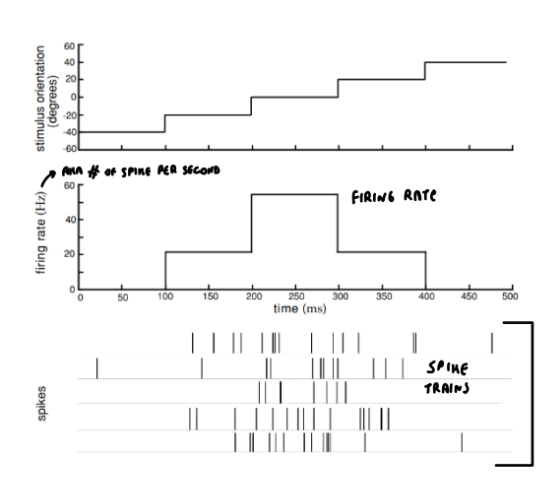 stimulus orientation
(degrees)
60
40
20
0
-20
-40
-60
AKA # OF SPIKE PER SECOND
firing rate (Hz)
60
40
20
0
FIRING RATE
0 50 100 150 200 250 300 350 400 450 500
time (ms)
spikes
SPIKE
TRAINS